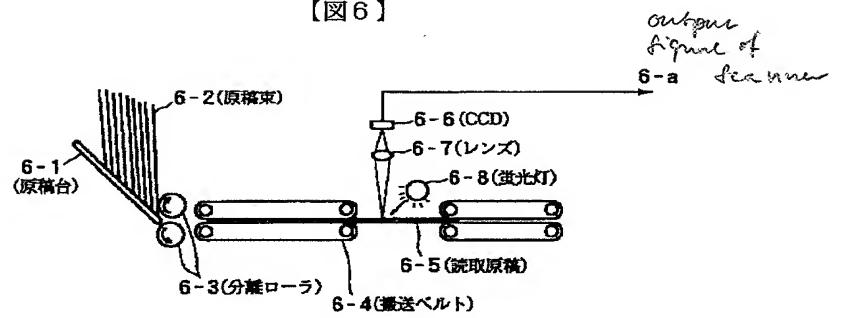 【図6】
output
signal of
6-a scanner
6-2(原稿束)
6-6(CCD)
6-7(レンズ)
6-1
(原稿台)
6-8(蛍光灯)
6-5(読取原稿)
6-3(分離ローラ)
6-4(搬送ベルト)